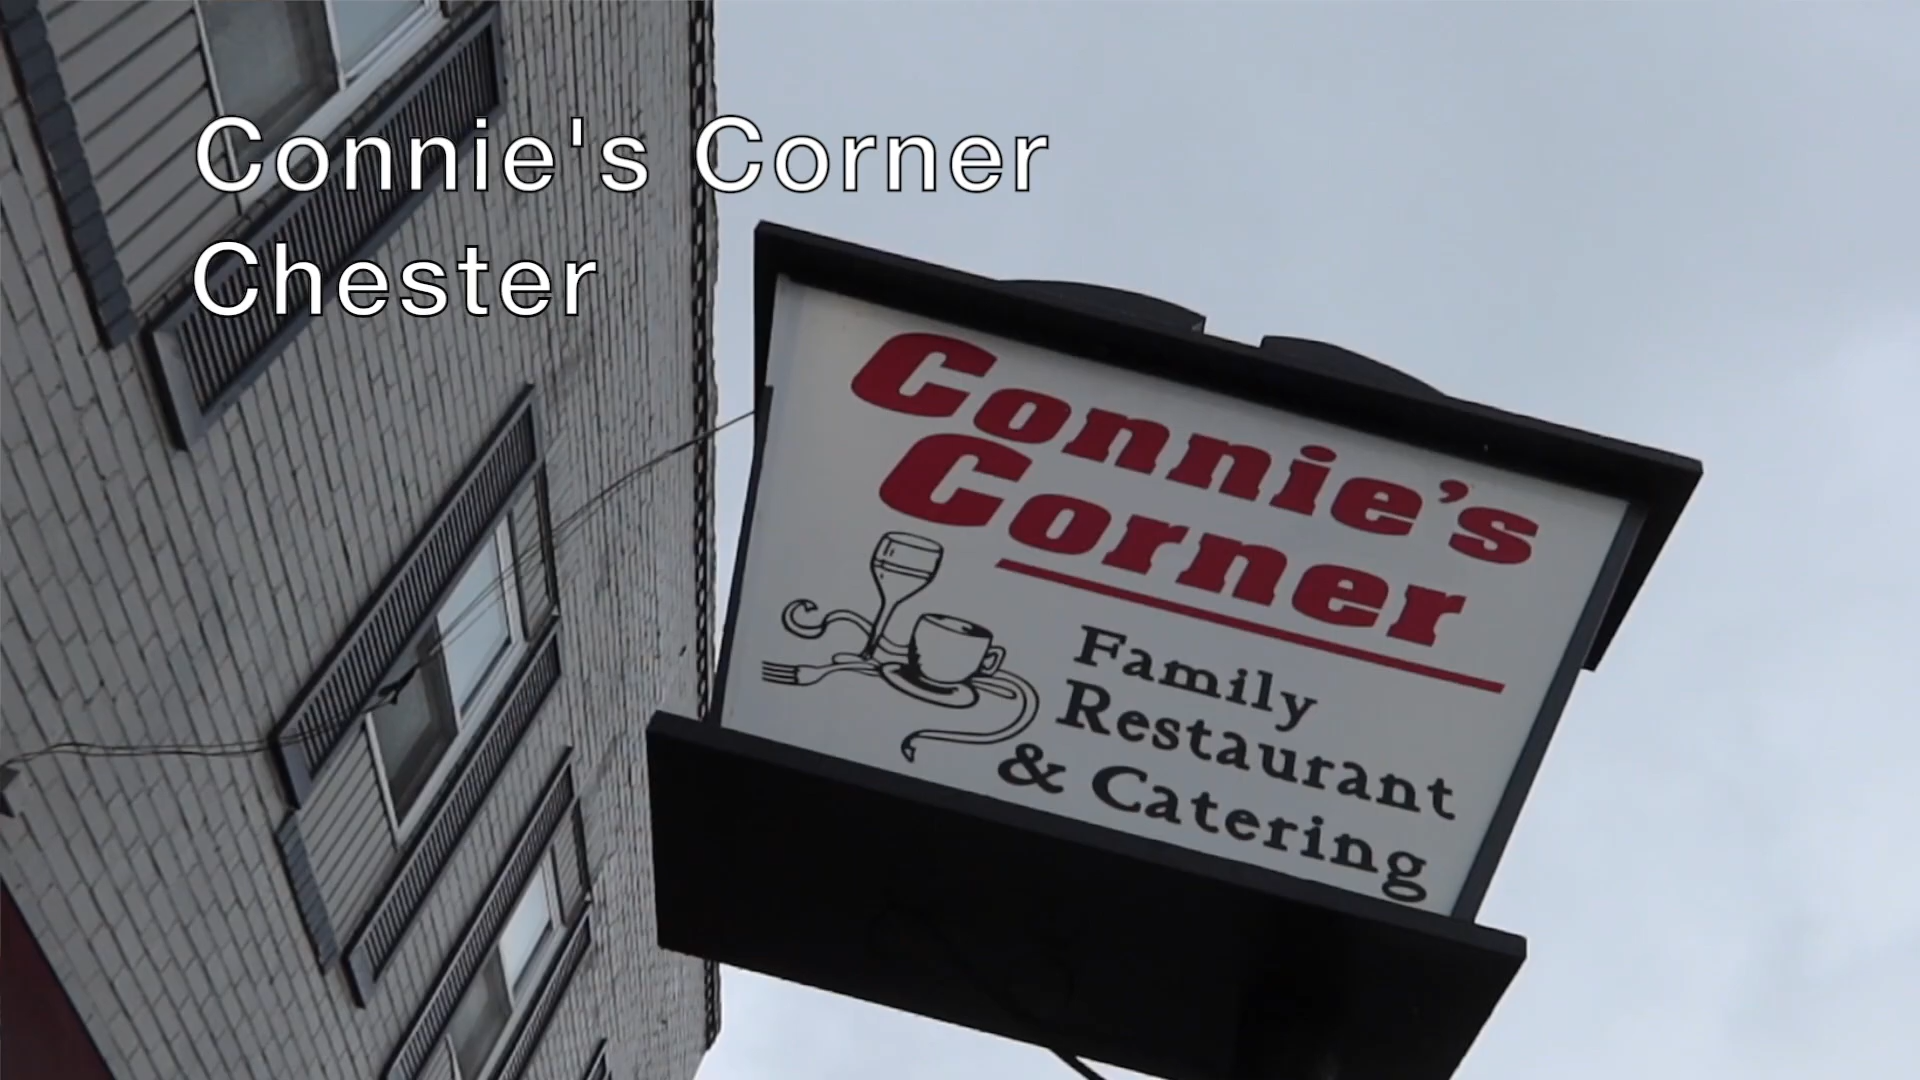 Connie's Corner
Chester
Connie's
Corner
Family
Restaurant
& Catering